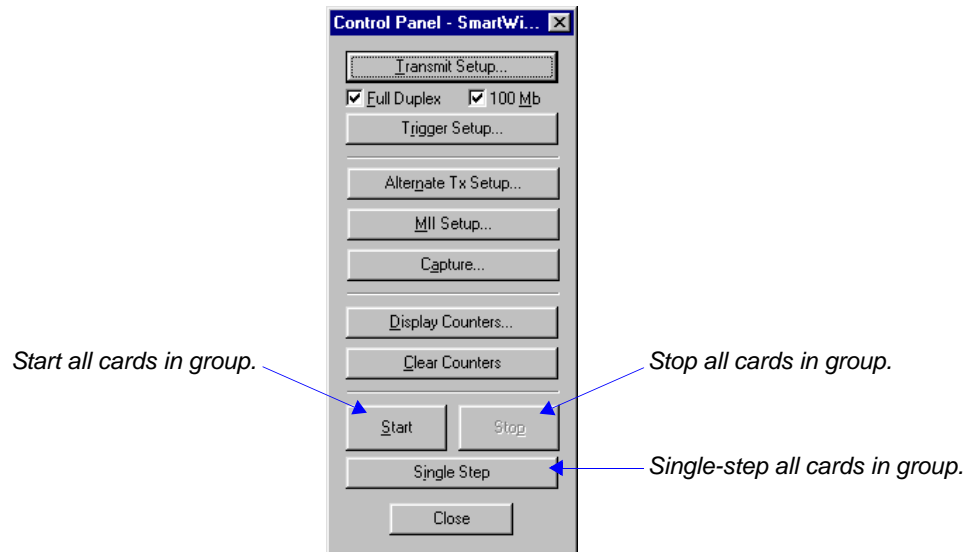 Control Panel - SmartWi...
Transmit Setup...
Full Duplex 100 Mb
Trigger Setup...
Alternate Tx Setup...
MII Setup...
Capture...
Display Counters...
Clear Counters
Start all cards in group.
Stop all cards in group.
Start Stop
Single Step
Single-step all cards in group.
Close